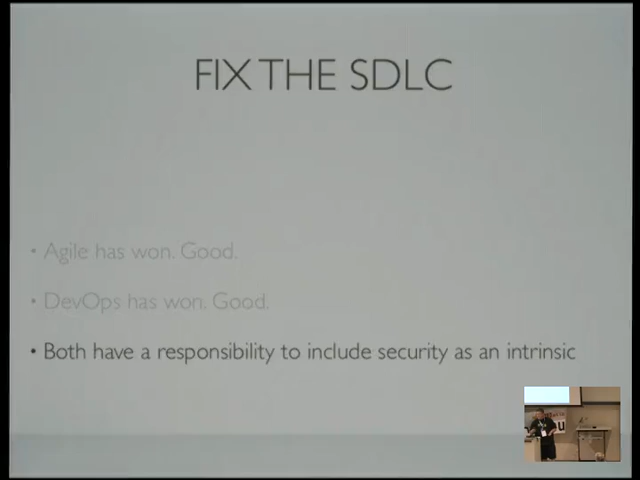 FIX THE SDLC
• Agile has won. Good.
• DevOps has won. Good.
• Both have a responsibility to include security as an intrinsic